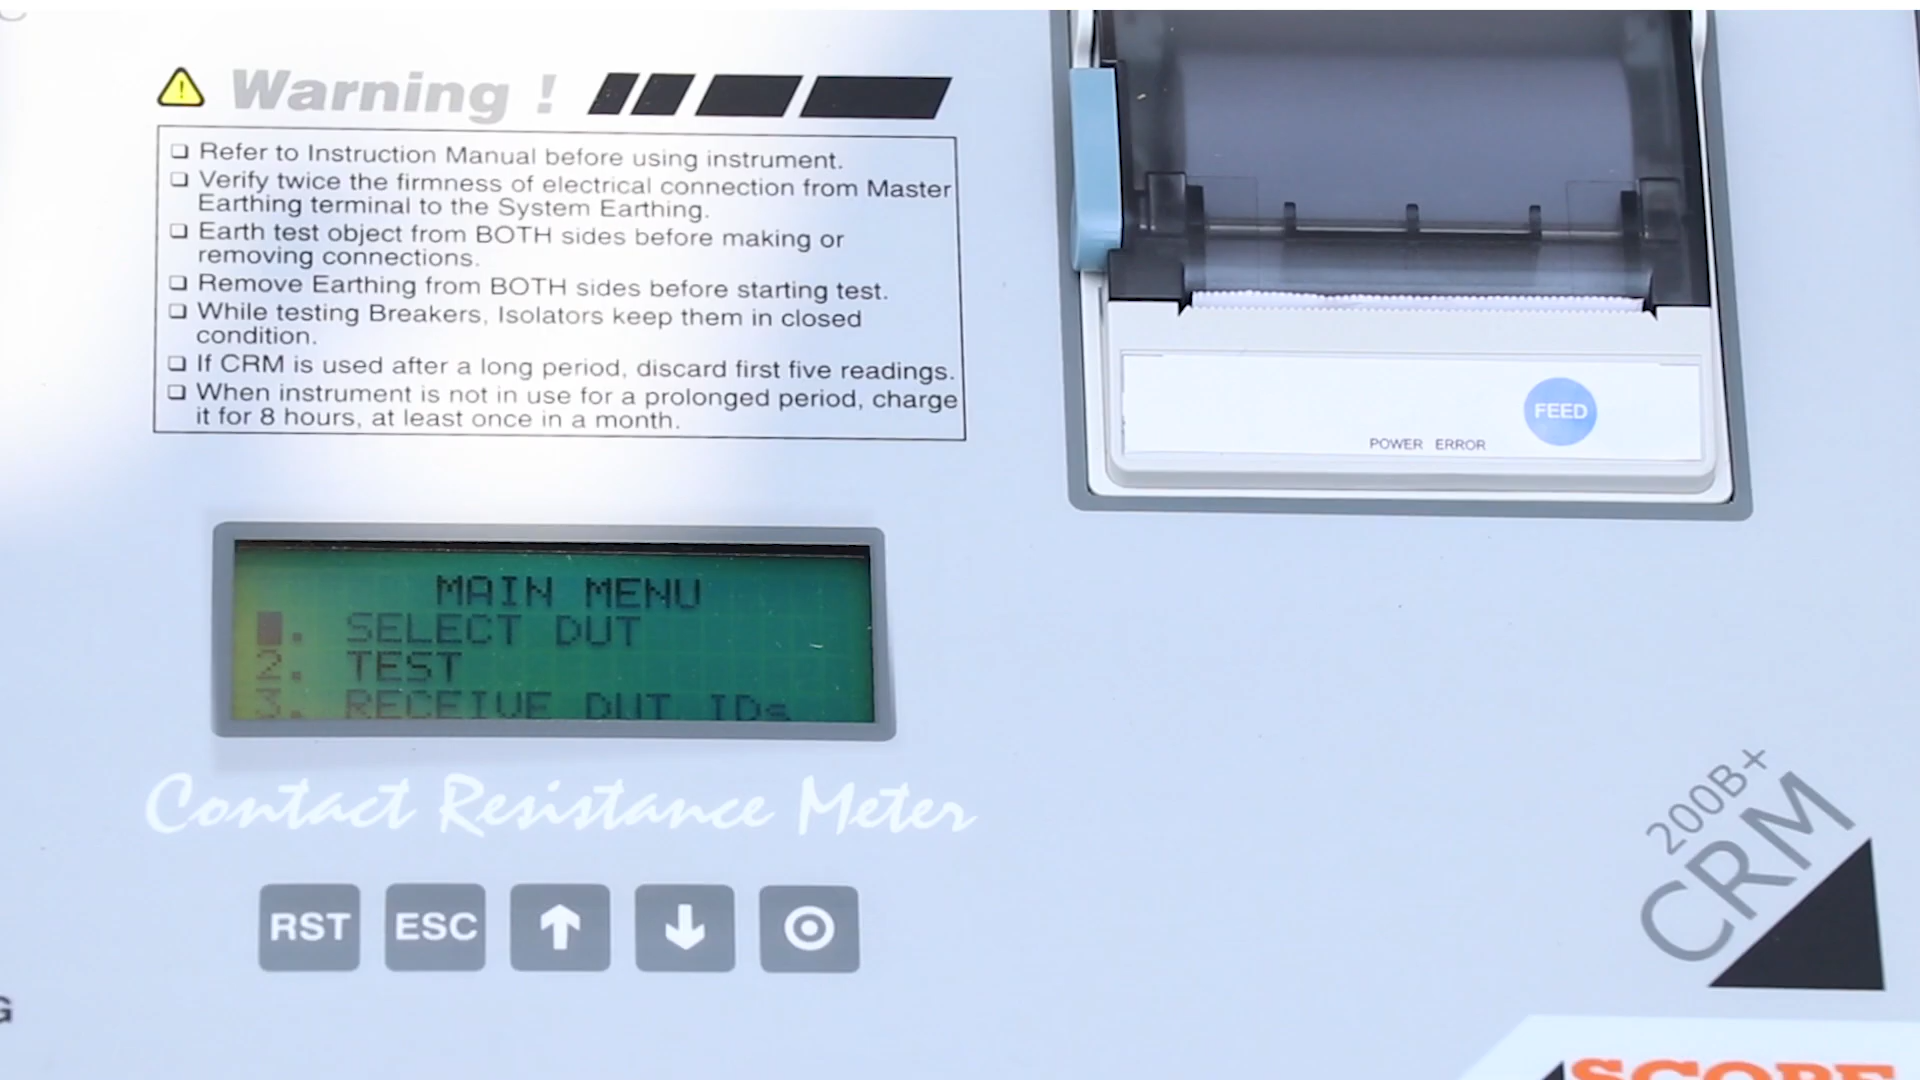 Warning !
❑ Refer to Instruction Manual before using instrument.
❑ Verify twice the firmness of electrical connection from Master
Earthing terminal to the System Earthing.
❑ Earth test object from BOTH sides before making or
removing connections.
❑ Remove Earthing from BOTH sides before starting test.
❑ While testing Breakers, Isolators keep them in closed
condition.
❑ If CRM is used after a long period, discard first five readings.
❑ When instrument is not in use for a prolonged period, charge
it for 8 hours, at least once in a month.
FEED
POWER ERROR
MAIN MENU
. SELECT DUT
2. TEST
3. RECEIVE DUT IDs
Contact Resistance Meter
200B+
CRM
RST ESC
SCOPE